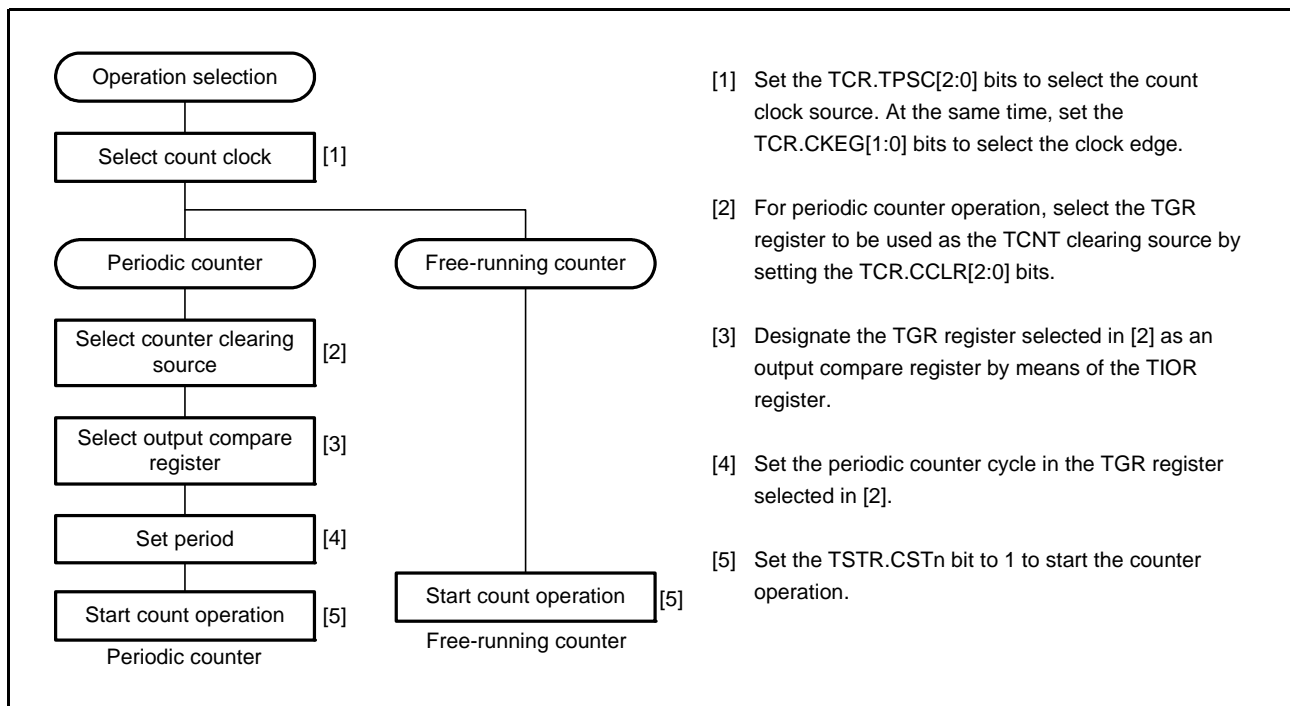 Operation selection
Select count clock
[1]
Periodic counter
Free-running counter
Select counter clearing
source
[2]
Select output compare
register
[3]
Set period
[4]
Start count operation
[5]
Periodic counter
Start count operation
[5]
Free-running counter
[1] Set the TCR.TPSC[2:0] bits to select the count
clock source. At the same time, set the
TCR.CKEG[1:0] bits to select the clock edge.
[2] For periodic counter operation, select the TGR
register to be used as the TCNT clearing source by
setting the TCR.CCLR[2:0] bits.
[3] Designate the TGR register selected in [2] as an
output compare register by means of the TIOR
register.
[4] Set the periodic counter cycle in the TGR register
selected in [2].
[5] Set the TSTR.CSTn bit to 1 to start the counter
operation.